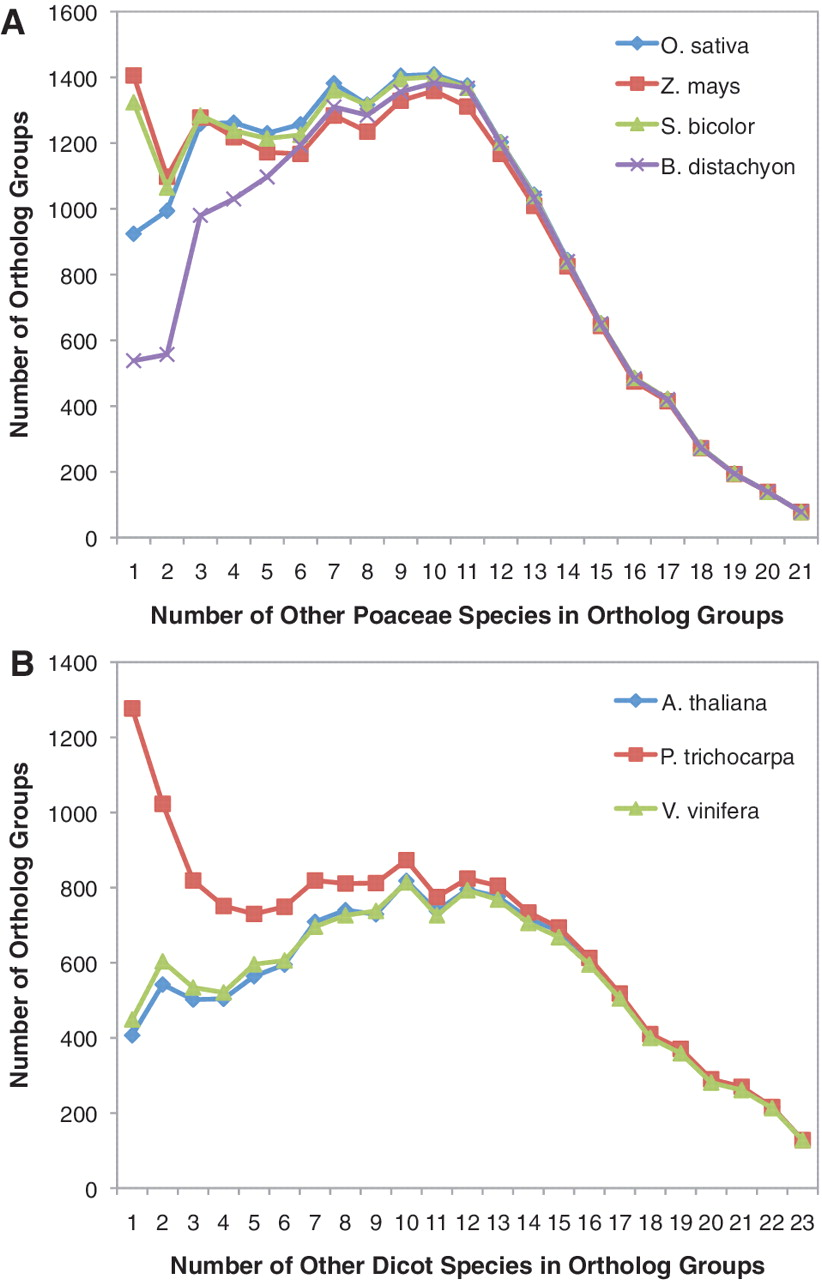 A
1600
1400
1200
1000
800
600
400
200
0
Number of Ortholog Groups
O. sativa
Z. mays
S. bicolor
B. distachyon
1 2 3 4 5 6 7 8 9 10 11 12 13 14 15 16 17 18 19 20 21
Number of Other Poaceae Species in Ortholog Groups
B
1400
1200
1000
800
600
400
200
0
Number of Ortholog Groups
A. thaliana
P. trichocarpa
V. vinifera
1 2 3 4 5 6 7 8 9 10 11 12 13 14 15 16 17 18 19 20 21 22 23
Number of Other Dicot Species in Ortholog Groups